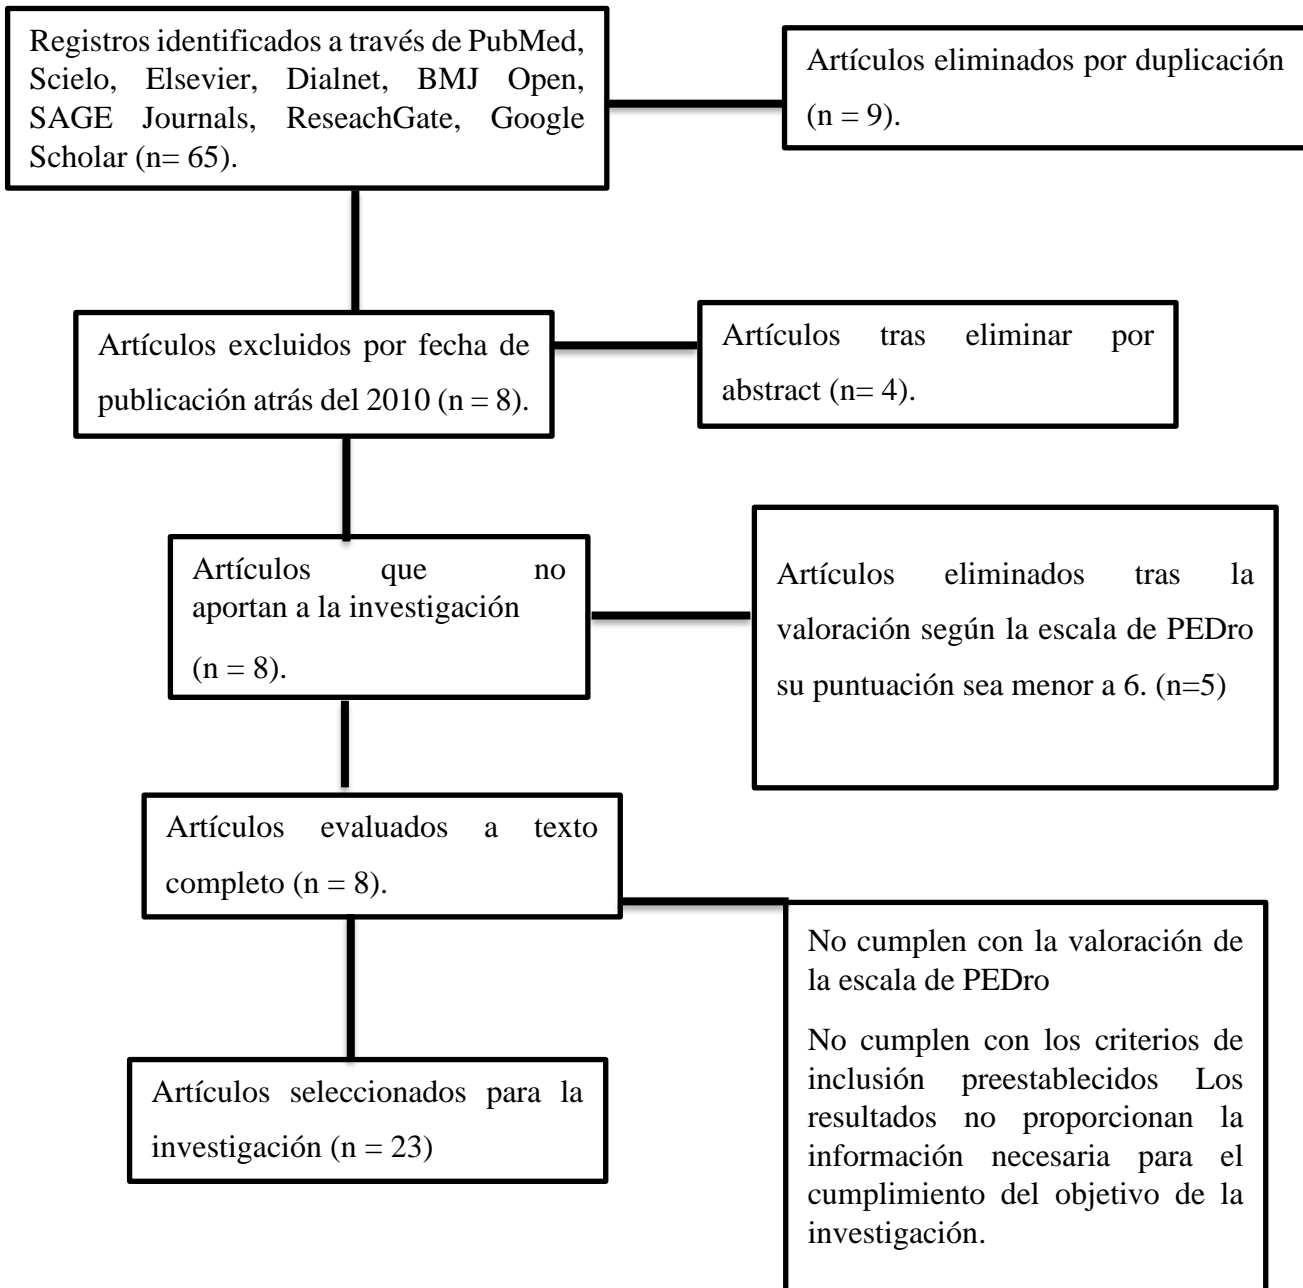 Registros identificados a través de PubMed,
Scielo, Elsevier, Dialnet, BMJ Open,
SAGE Journals, ReseachGate, Google
Scholar (n= 65).
Artículos eliminados por duplicación
(n = 9).
Artículos excluidos por fecha de
publicación atrás del 2010 (n = 8).
Artículos tras eliminar por
abstract (n= 4).
Artículos que no
aportan a la investigación
(n = 8).
Artículos eliminados tras la
valoración según la escala de PEDro
su puntuación sea menor a 6. (n=5)
Artículos evaluados a texto
completo (n = 8).
No cumplen con la valoración de
la escala de PEDro
No cumplen con los criterios de
inclusión preestablecidos Los
resultados no proporcionan la
información necesaria para el
cumplimiento del objetivo de la
investigación.
Artículos seleccionados para la
investigación (n = 23)